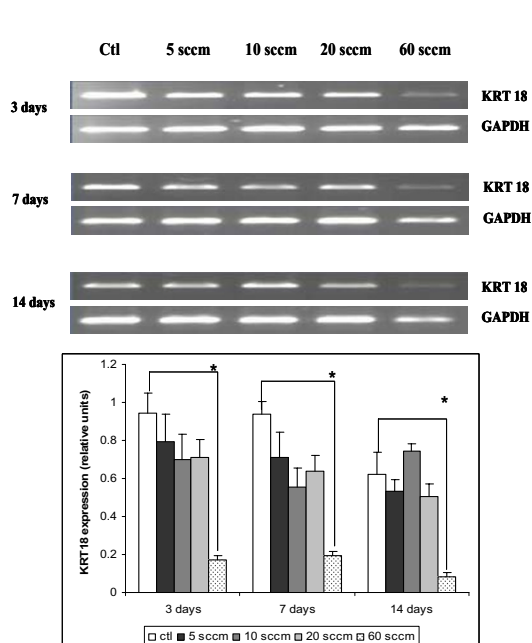 Ctl 5 sccm 10 sccm 20 sccm 60 sccm
3 days KRT 18
GAPDH
7 days KRT 18
GAPDH
14 days KRT 18
GAPDH
KRT18 expression (relative units)
1.2
1
0.8
0.6
0.4
0.2
0
* * *
3 days 7 days 14 days
ctl 5 sccm 10 sccm 20 sccm 60 sccm